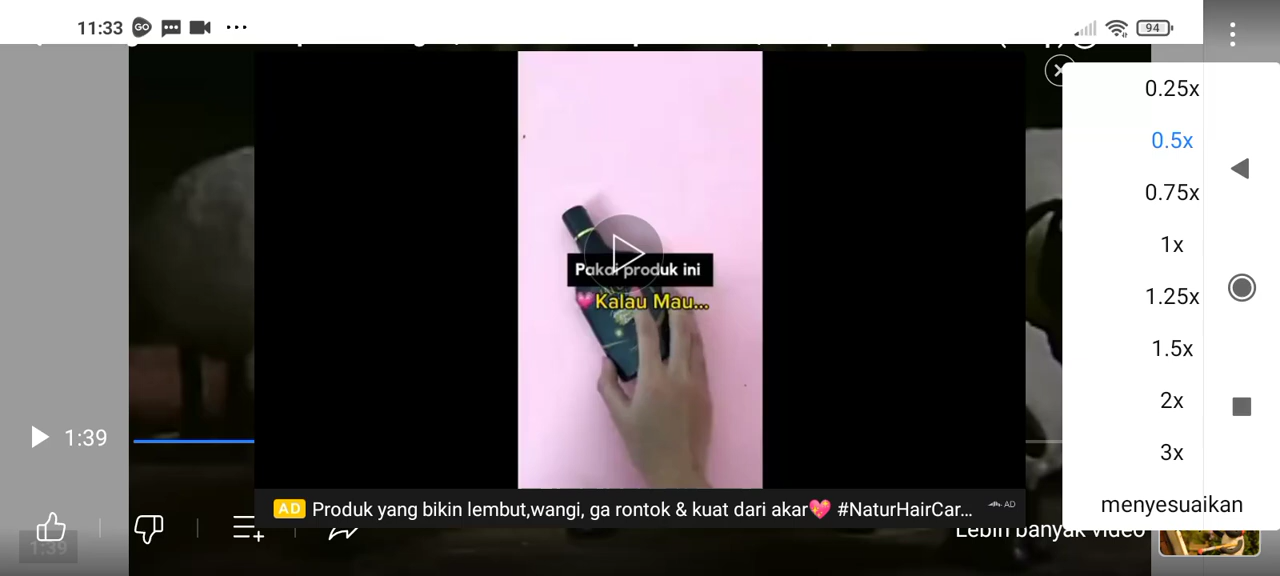 11:33
GO
94
0.25x
0.5x
0.75x
1x
1.25x
1.5x
2x
3x
menyesuaikan
Pakai produk ini
💗Kalau Mau...
1:39
AD Produk yang bikin lembut,wangi, ga rontok & kuat dari akar💖 #NaturHairCar...
AD
Lebih banyak video
1:39